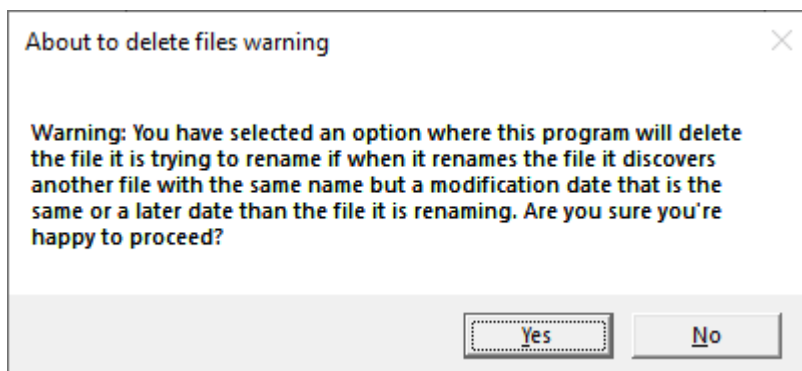 About to delete files warning
Warning: You have selected an option where this program will delete
the file it is trying to rename if when it renames the file it discovers
another file with the same name but a modification date that is the
same or a later date than the file it is renaming. Are you sure you're
happy to proceed?
Yes
No